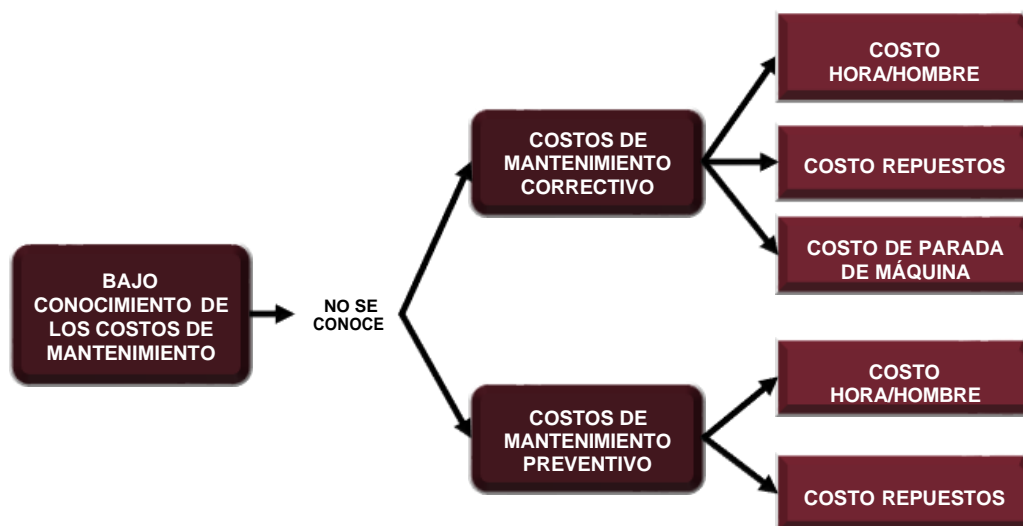 BAJO
CONOCIMIENTO DE
LOS COSTOS DE
MANTENIMIENTO
NO SE
CONOCE
COSTOS DE
MANTENIMIENTO
CORRECTIVO
COSTO
HORA/HOMBRE
COSTO REPUESTOS
COSTO DE PARADA
DE MÁQUINA
COSTOS DE
MANTENIMIENTO
PREVENTIVO
COSTO
HORA/HOMBRE
COSTO REPUESTOS